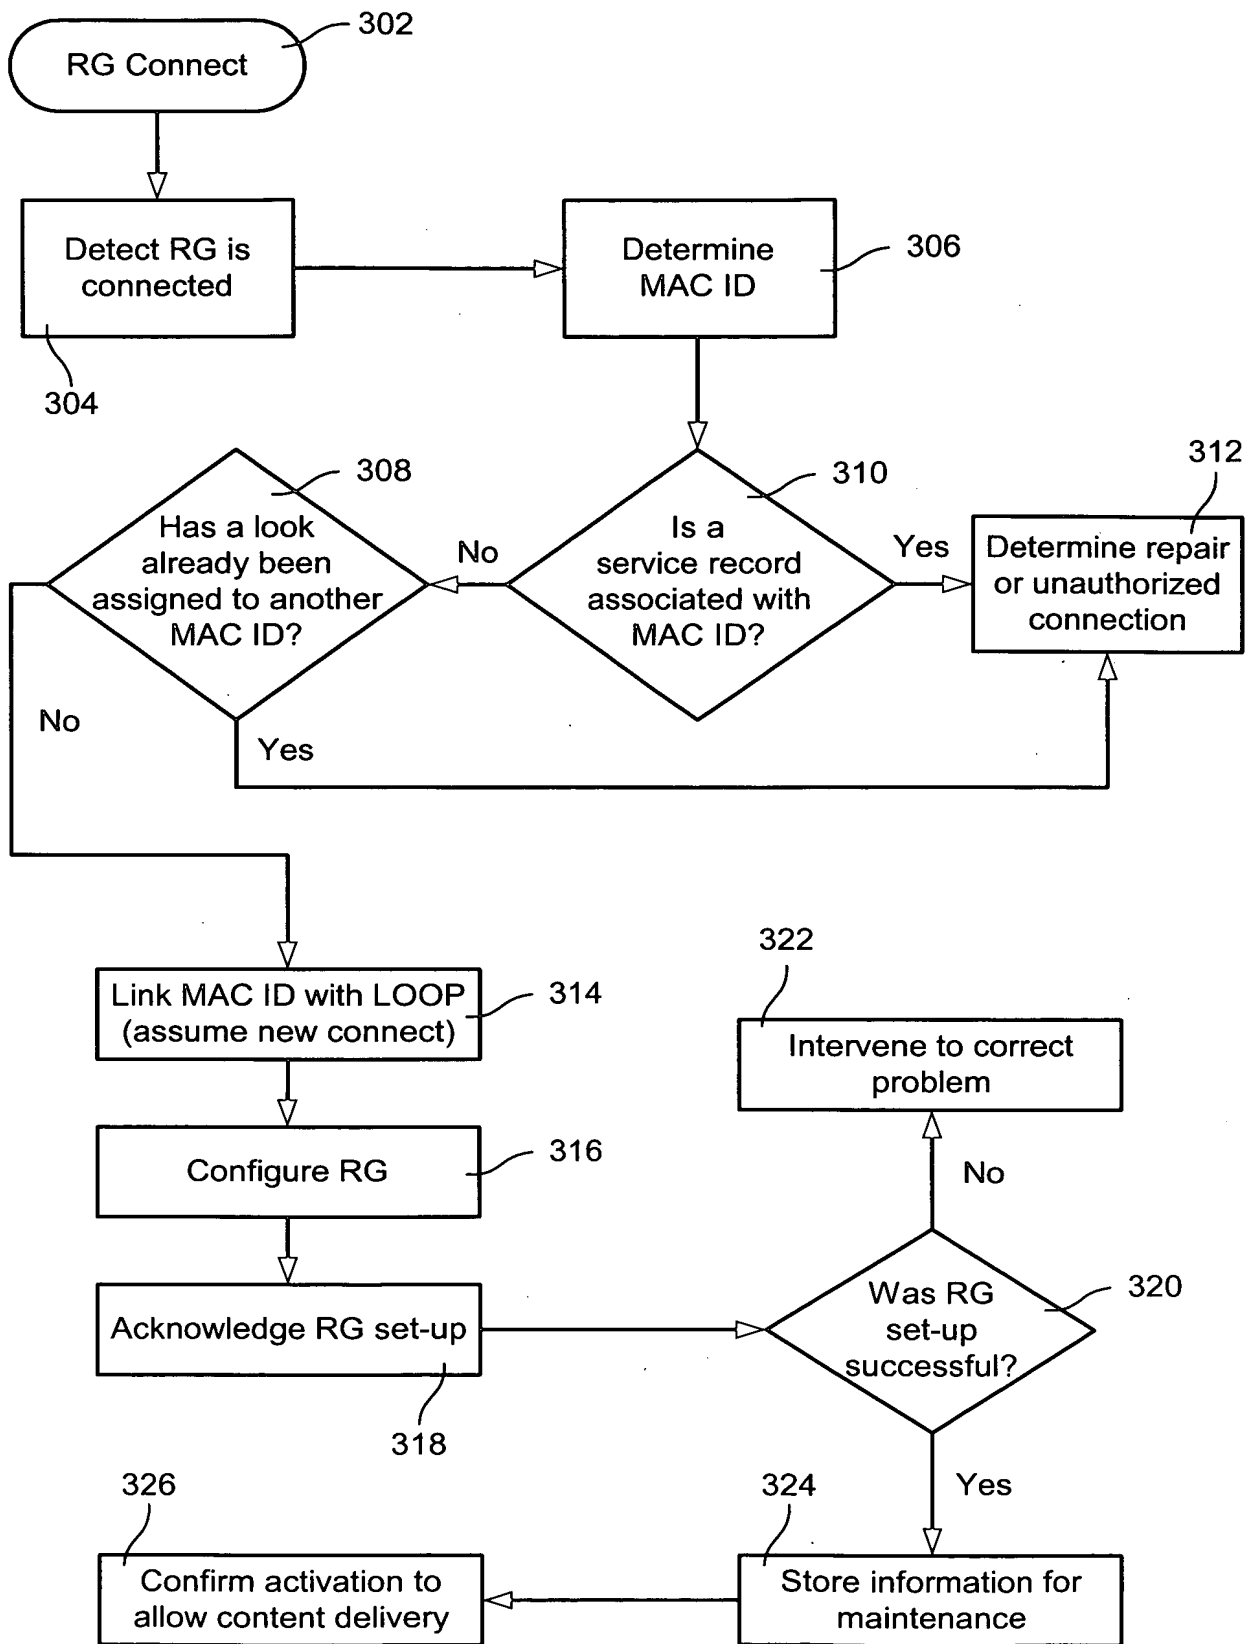 302
RG Connect
Detect RG is
connected
304
Determine
MAC ID
306
308
Has a look
already been
assigned to another
MAC ID?
No
310
Is a
service record
associated with
MAC ID?
Yes
312
Determine repair
or unauthorized
connection
No
Yes
Link MAC ID with LOOP
(assume new connect)
314
Configure RG
316
Acknowledge RG set-up
318
322
Intervene to correct
problem
No
Was RG
set-up
successful?
320
Yes
324
Store information for
maintenance
326
Confirm activation to
allow content delivery